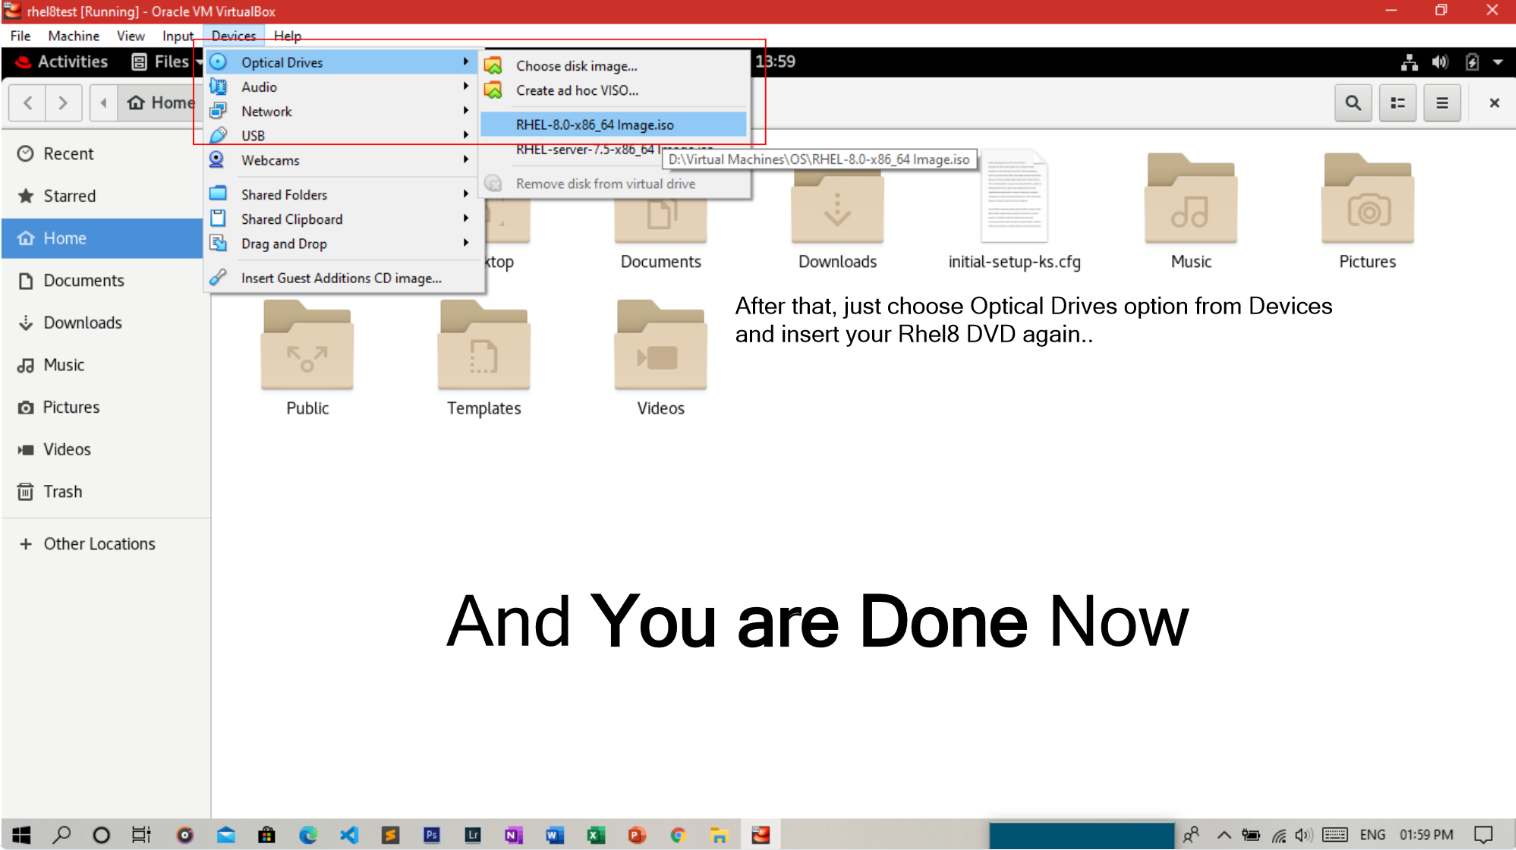 rhel8test [Running] - Oracle VM VirtualBox
File Machine View Input Devices Help
Activities Files 13:59
Optical Drives
Audio
Network
USB
Webcams
Shared Folders
Shared Clipboard
Drag and Drop
Insert Guest Additions CD image...
Choose disk image...
Create ad hoc VISO...
RHEL-8.0-x86_64 Image.iso
RHEL-server-7.5-x86_64 Image.iso
D:\Virtual Machines\OS\RHEL-8.0-x86_64 Image.iso
Remove disk from virtual drive
Home
Recent
Starred
Home
Documents
Downloads
Music
Pictures
Videos
Trash
+ Other Locations
ktop Documents Downloads initial-setup-ks.cfg Music Pictures
Public Templates Videos
After that, just choose Optical Drives option from Devices
and insert your Rhel8 DVD again..
And You are Done Now
Ps Lr N W X P ENG 01:59 PM